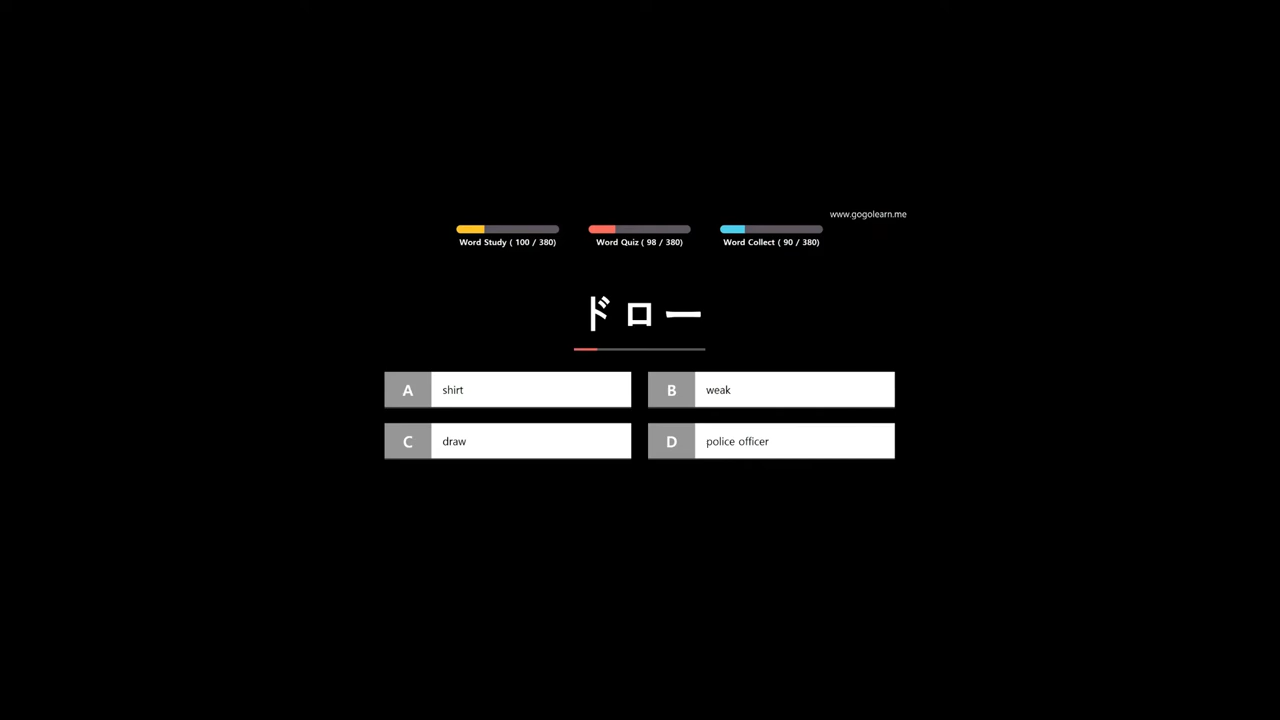 www.gogolearn.me
Word Study ( 100 / 380)
Word Quiz ( 98 / 380)
Word Collect ( 90 / 380)
ドロー
A shirt
B weak
C draw
D police officer